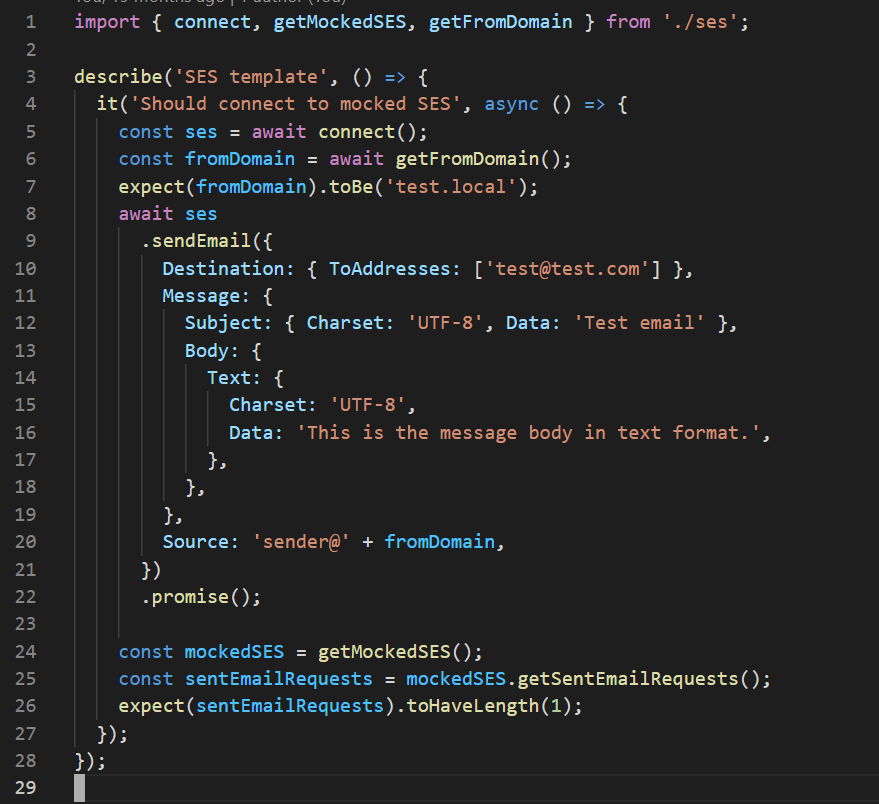 You, 19 months ago | 1 author (You)
1 import { connect, getMockedSES, getFromDomain } from './ses';
2
3 describe('SES template', () => {
4   it('Should connect to mocked SES', async () => {
5     const ses = await connect();
6     const fromDomain = await getFromDomain();
7     expect(fromDomain).toBe('test.local');
8     await ses
9       .sendEmail({
10         Destination: { ToAddresses: ['test@test.com'] },
11         Message: {
12           Subject: { Charset: 'UTF-8', Data: 'Test email' },
13           Body: {
14             Text: {
15               Charset: 'UTF-8',
16               Data: 'This is the message body in text format.',
17             },
18           },
19         },
20         Source: 'sender@' + fromDomain,
21       })
22       .promise();
23
24     const mockedSES = getMockedSES();
25     const sentEmailRequests = mockedSES.getSentEmailRequests();
26     expect(sentEmailRequests).toHaveLength(1);
27   });
28 });
29